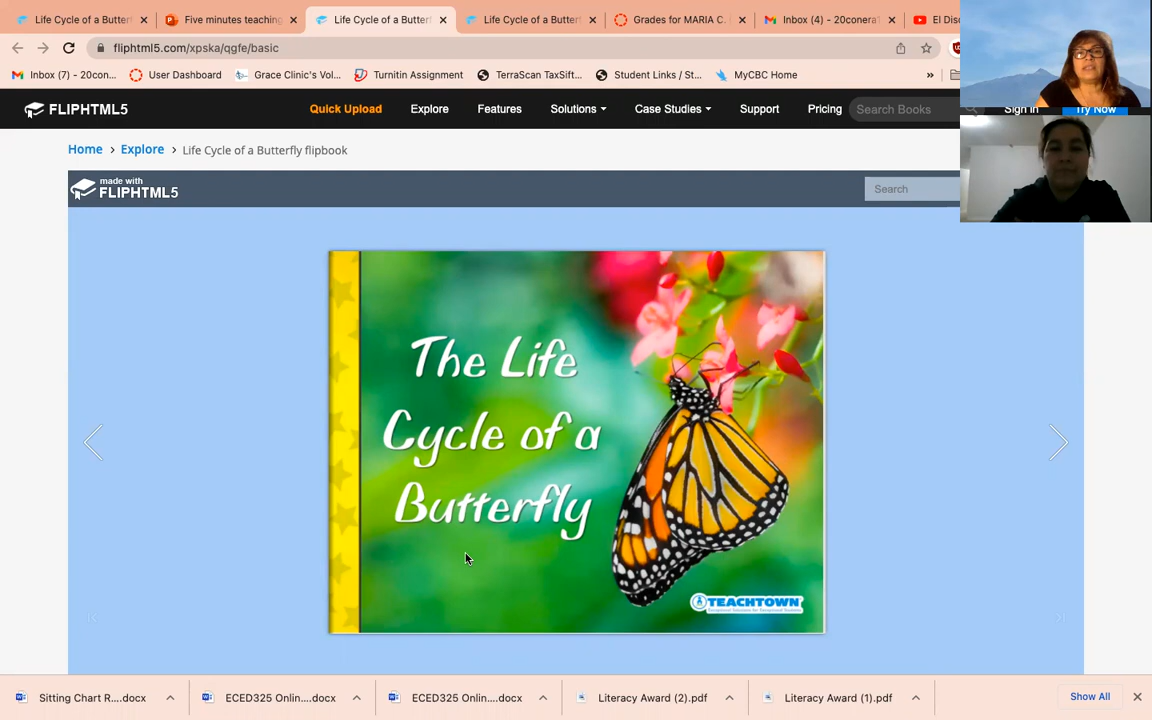 Life Cycle of a Butterf
Five minutes teaching
Life Cycle of a Butterf
Life Cycle of a Butterf
Grades for MARIA C.
Inbox (4) - 20conera
El Disc
fliphtml5.com/xpska/qgfe/basic
Inbox (7) - 20con...
User Dashboard
Grace Clinic's Vol...
Turnitin Assignment
TerraScan TaxSift...
Student Links / St...
MyCBC Home
»
FLIPHTML5
Quick Upload
Explore
Features
Solutions
Case Studies
Support
Pricing
Search Books
Sign In
Try Now
Home > Explore > Life Cycle of a Butterfly flipbook
made with
FLIPHTML5
Search
The Life
Cycle of a
Butterfly
TEACHTOWN
Sitting Chart R....docx
ECED325 Onlin....docx
ECED325 Onlin....docx
Literacy Award (2).pdf
Literacy Award (1).pdf
Show All